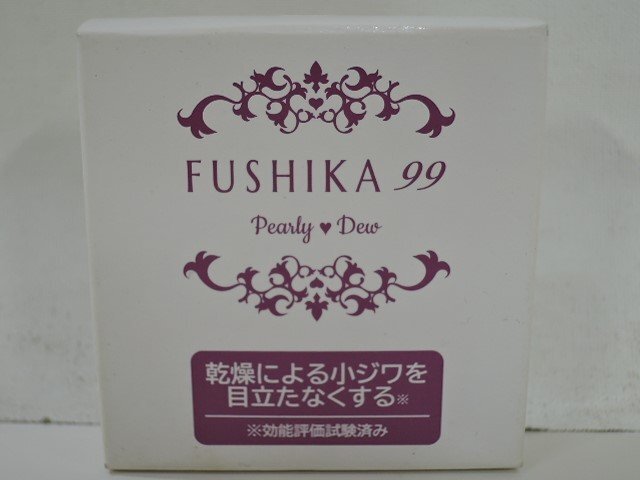 FUSHIKA 99
Pearly ♥ Dew
乾燥による小ジワを
目立たなくする※
※効能評価試験済み